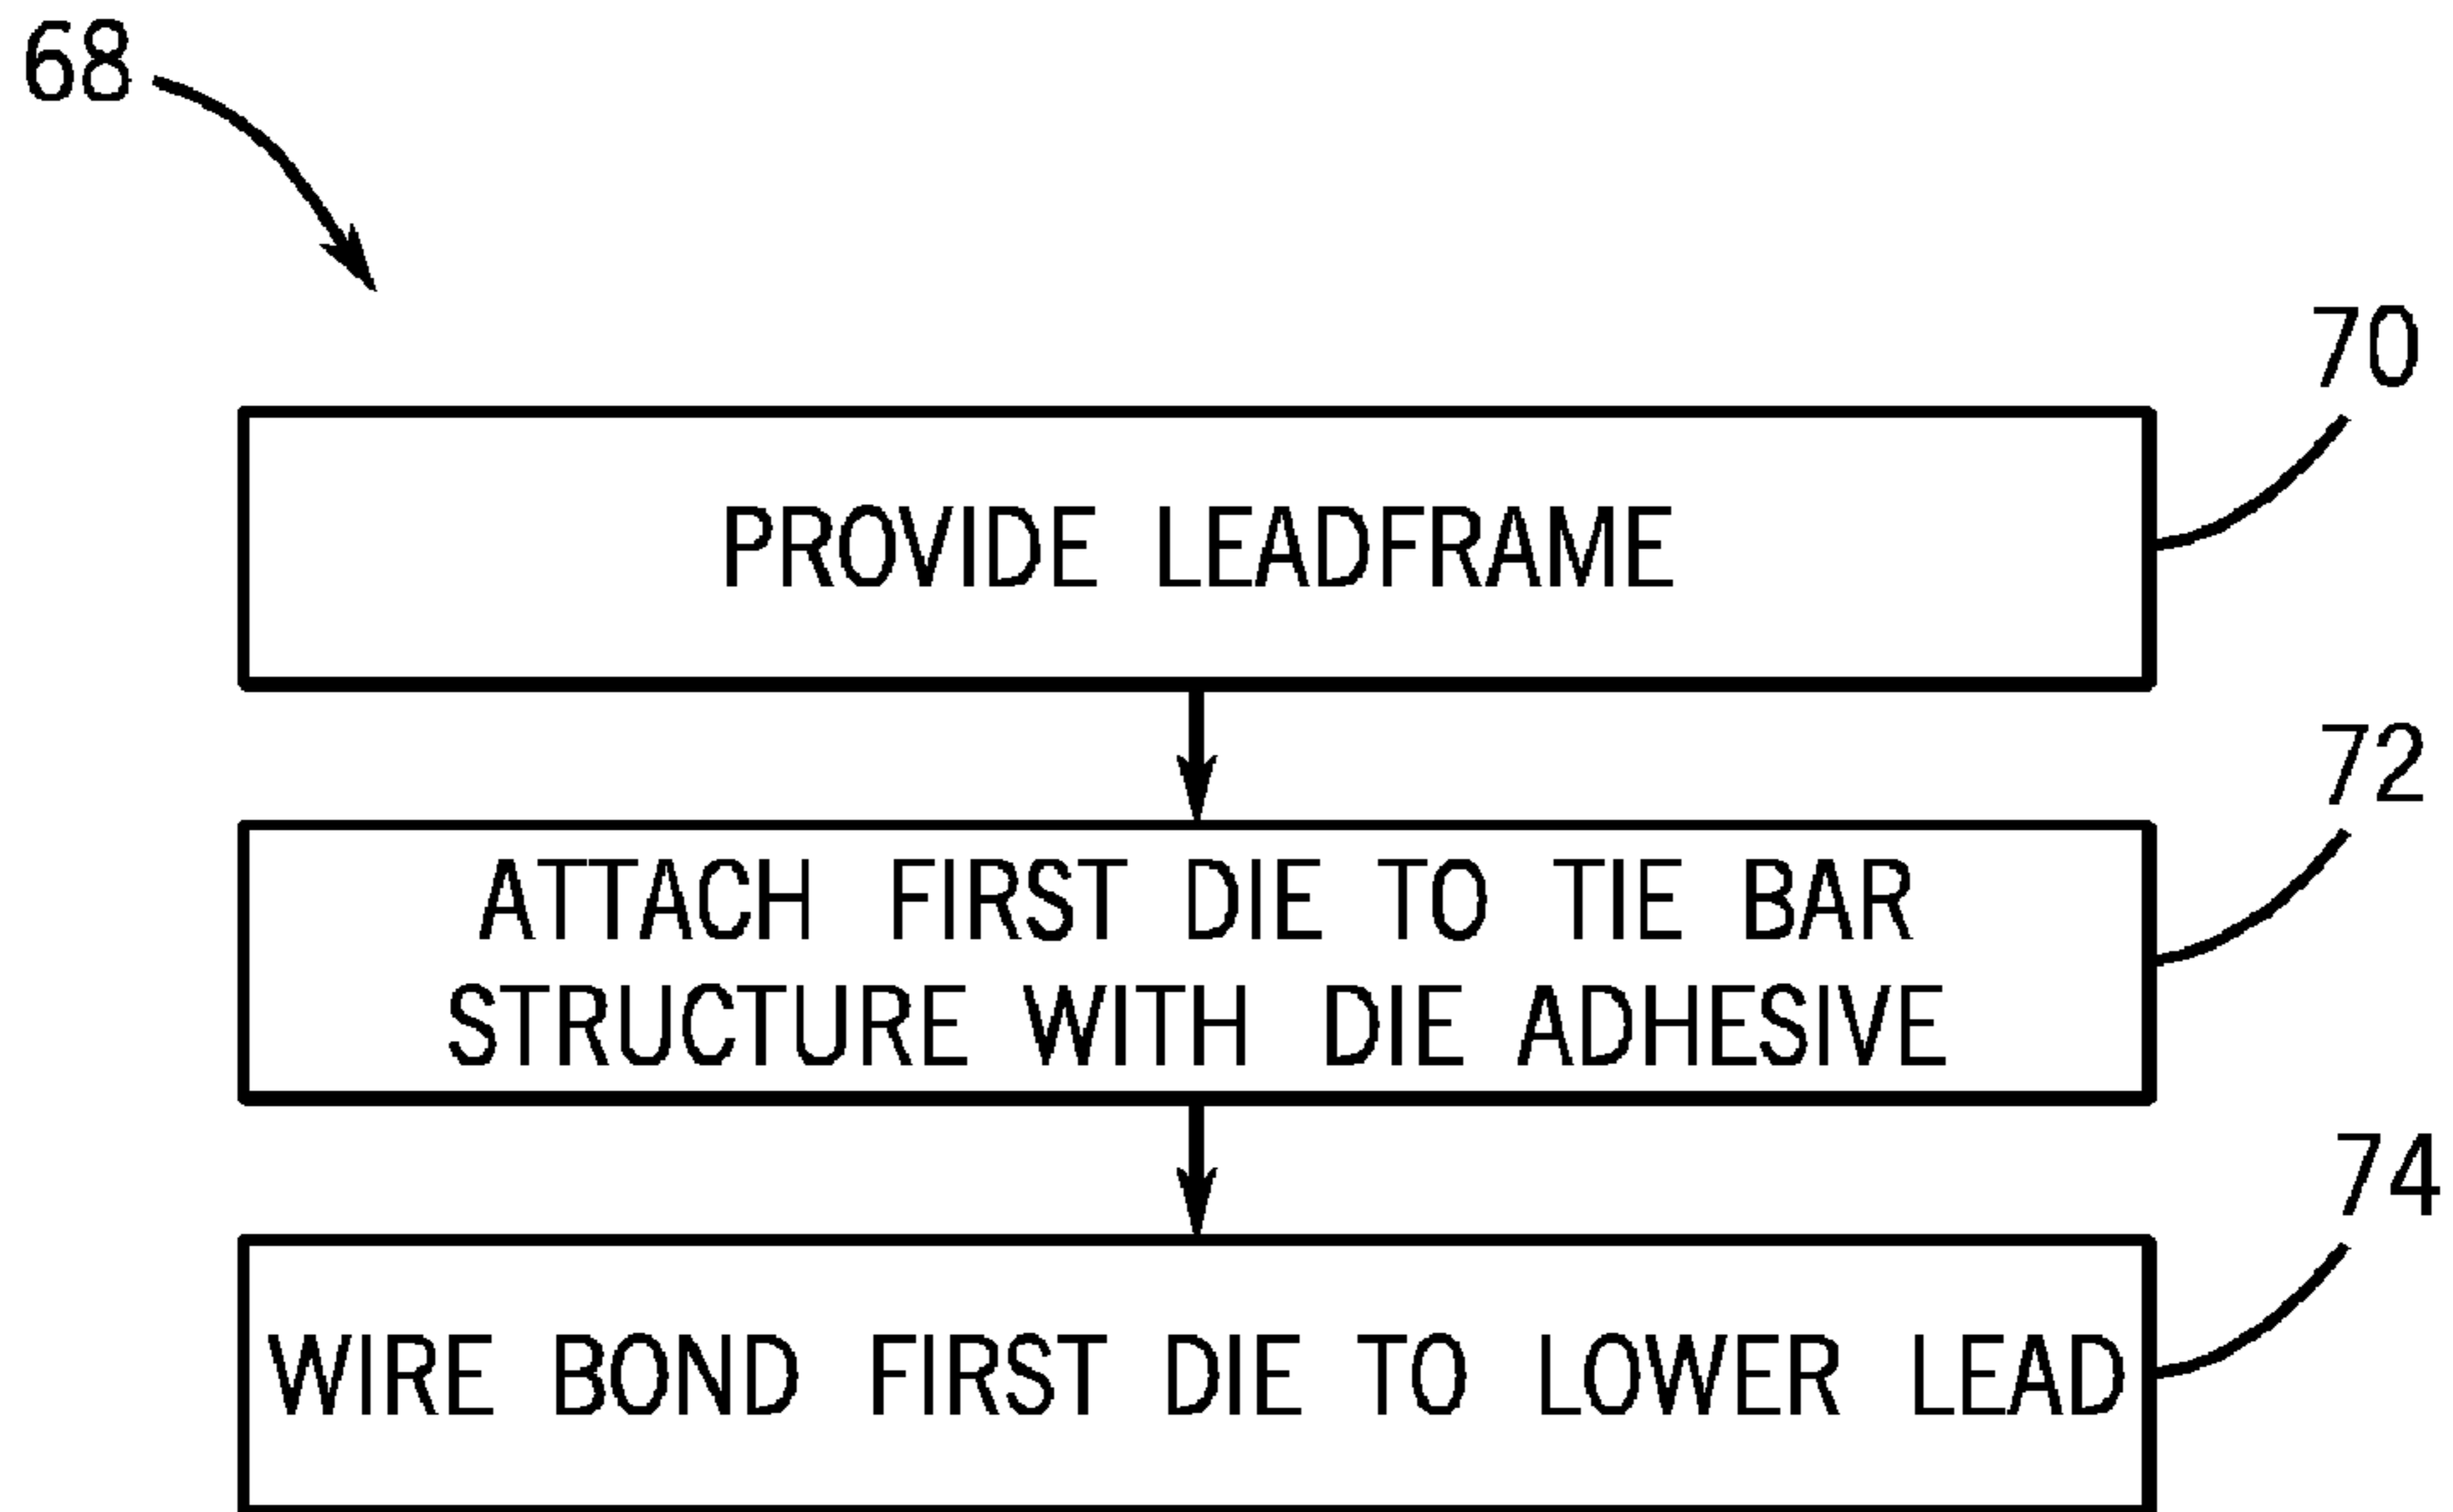 68
70
PROVIDE LEADFRAME
72
ATTACH FIRST DIE TO TIE BAR
STRUCTURE WITH DIE ADHESIVE
74
WIRE BOND FIRST DIE TO LOWER LEAD